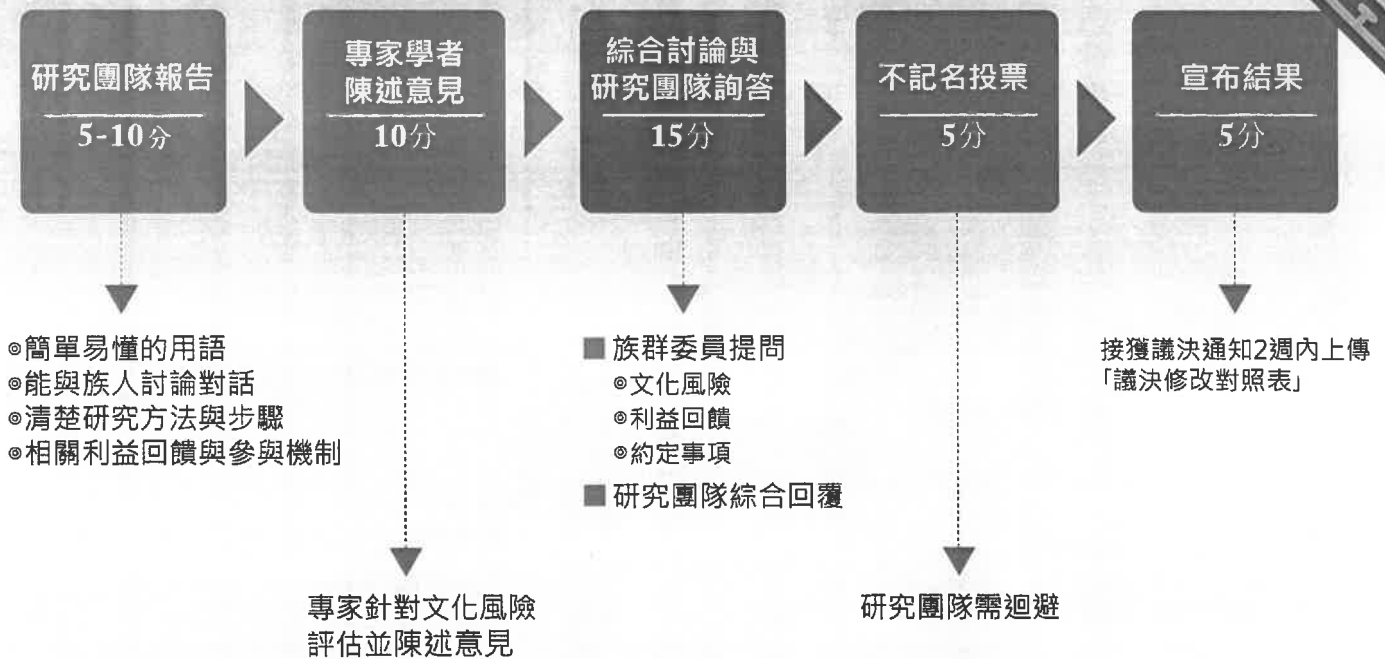 研究團隊報告
5-10分
專家學者
陳述意見
10分
綜合討論與
研究團隊詢答
15分
不記名投票
5分
宣布結果
5分
◎簡單易懂的用語
◎能與族人討論對話
◎清楚研究方法與步驟
◎相關利益回饋與參與機制
專家針對文化風險
評估並陳述意見
■族群委員提問
◎文化風險
◎利益回饋
◎約定事項
■研究團隊綜合回覆
研究團隊需迴避
接獲議決通知2週內上傳
「議決修改對照表」